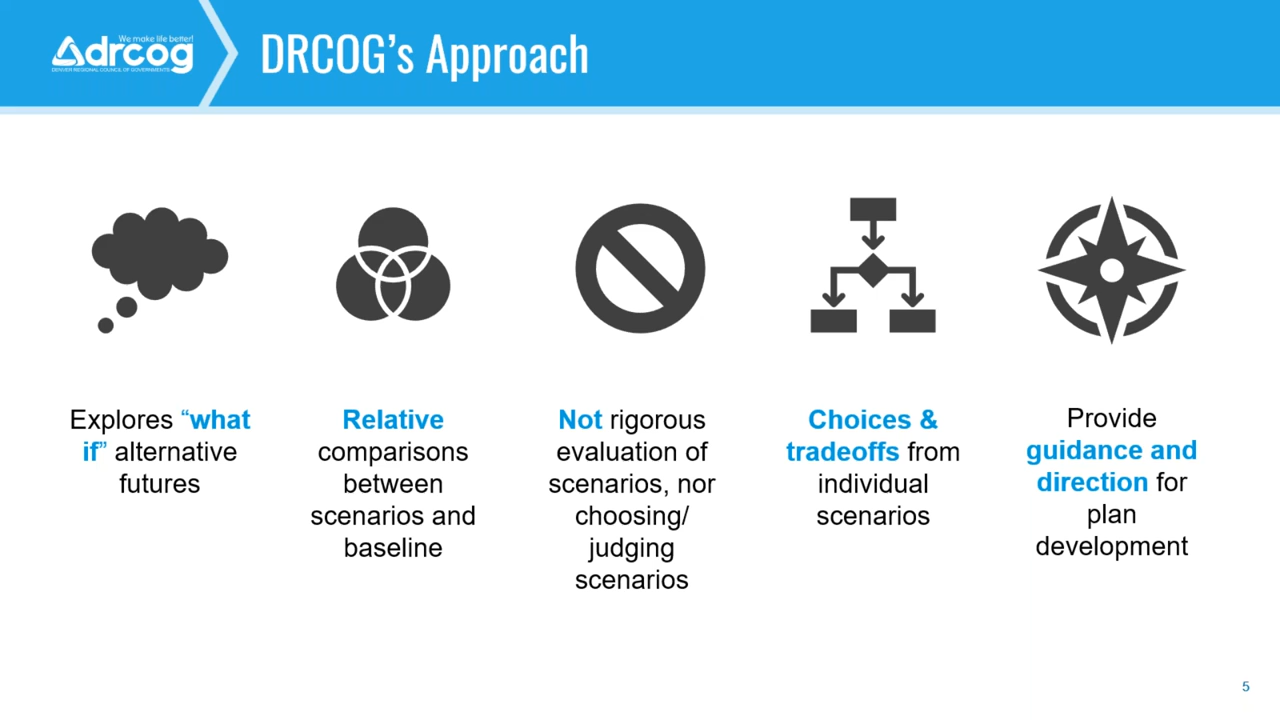 We make life better!
drcog
DENVER REGIONAL COUNCIL OF GOVERNMENTS
DRCOG’s Approach
Explores “what
if” alternative
futures
Relative
comparisons
between
scenarios and
baseline
Not rigorous
evaluation of
scenarios, nor
choosing/
judging
scenarios
Choices &
tradeoffs from
individual
scenarios
Provide
guidance and
direction for
plan
development
5